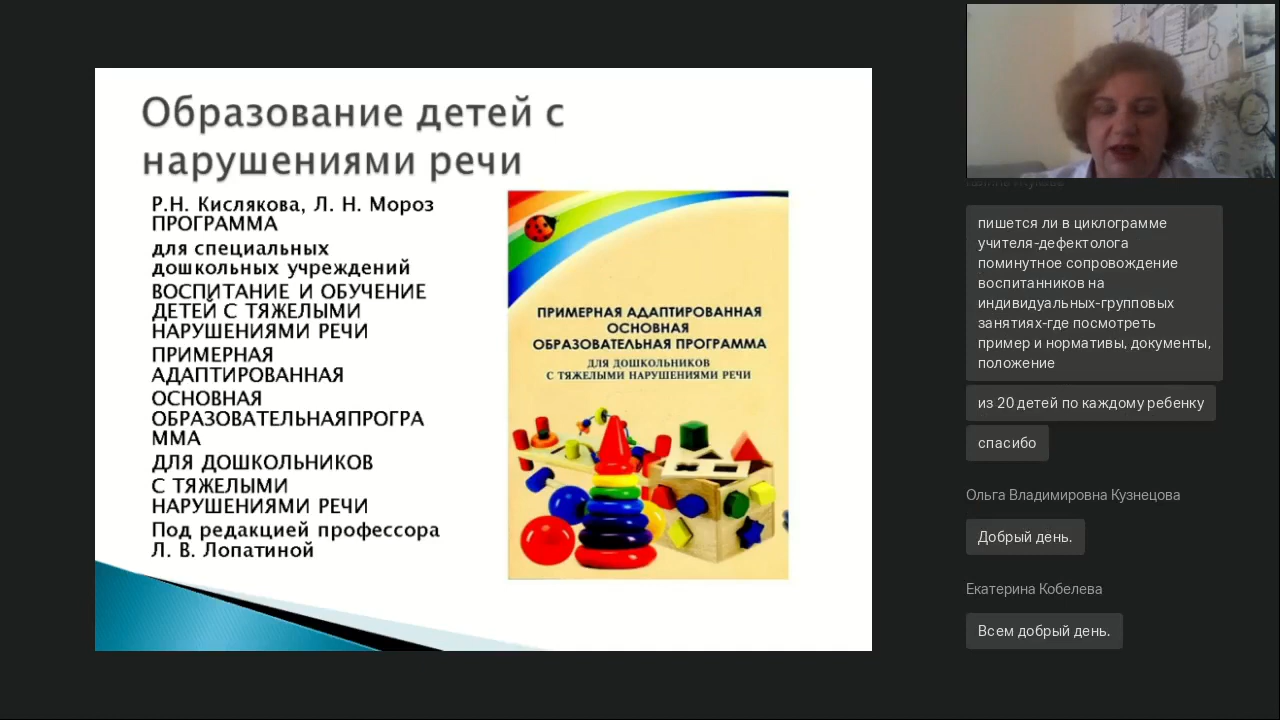 Образование детей с
нарушениями речи
Р.Н. Кислякова, Л. Н. Мороз
ПРОГРАММА
для специальных
дошкольных учреждений
ВОСПИТАНИЕ И ОБУЧЕНИЕ
ДЕТЕЙ С ТЯЖЕЛЫМИ
НАРУШЕНИЯМИ РЕЧИ
ПРИМЕРНАЯ
АДАПТИРОВАННАЯ
ОСНОВНАЯ
ОБРАЗОВАТЕЛЬНАЯПРОГРА
ММА
ДЛЯ ДОШКОЛЬНИКОВ
С ТЯЖЕЛЫМИ
НАРУШЕНИЯМИ РЕЧИ
Под редакцией профессора
Л. В. Лопатиной
ПРИМЕРНАЯ АДАПТИРОВАННАЯ
ОСНОВНАЯ
ОБРАЗОВАТЕЛЬНАЯ ПРОГРАММА
ДЛЯ ДОШКОЛЬНИКОВ
С ТЯЖЕЛЫМИ НАРУШЕНИЯМИ РЕЧИ
пишется ли в циклограмме
учителя-дефектолога
поминутное сопровождение
воспитанников на
индивидуальных-групповых
занятиях-где посмотреть
пример и нормативы, документы,
положение
из 20 детей по каждому ребенку
спасибо
Ольга Владимировна Кузнецова
Добрый день.
Екатерина Кобелева
Всем добрый день.